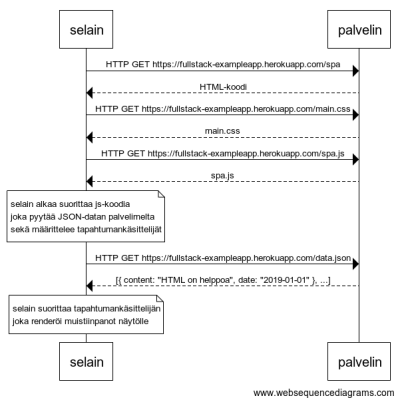 selain
palvelin
HTTP GET https://fullstack-exampleapp.herokuapp.com/spa
HTML-koodi
HTTP GET https://fullstack-exampleapp.herokuapp.com/main.css
main.css
HTTP GET https://fullstack-exampleapp.herokuapp.com/spa.js
spa.js
selain alkaa suorittaa js-koodia
joka pyytää JSON-datan palvelimelta
sekä määrittelee tapahtumankäsittelijät
HTTP GET https://fullstack-exampleapp.herokuapp.com/data.json
[{ content: "HTML on helppoa", date: "2019-01-01" }, ...]
selain suorittaa tapahtumankäsittelijän
joka renderöi muistiinpanot näytölle
selain
palvelin
www.websequencediagrams.com